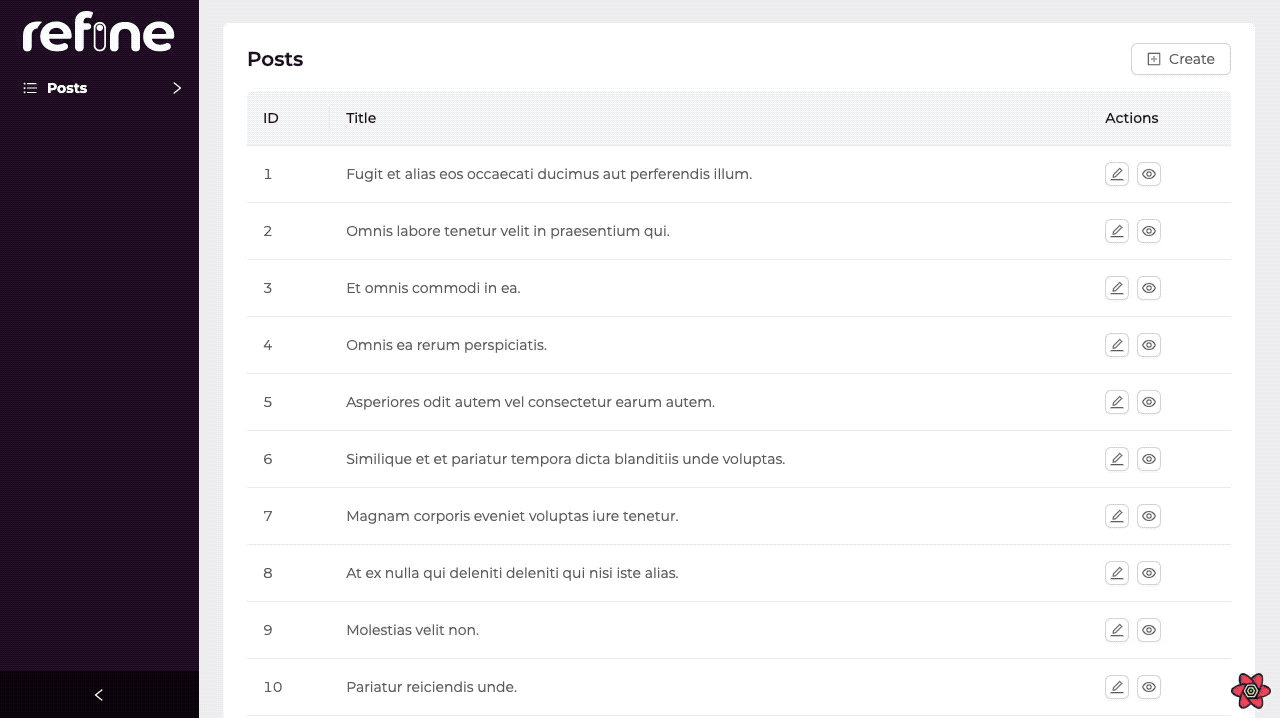 refine
Posts
Posts
Create
ID Title Actions
1 Fugit et alias eos occaecati ducimus aut perferendis illum.
2 Omnis labore tenetur velit in praesentium qui.
3 Et omnis commodi in ea.
4 Omnis ea rerum perspiciatis.
5 Asperiores odit autem vel consectetur earum autem.
6 Similique et et pariatur tempora dicta blanditiis unde voluptas.
7 Magnam corporis eveniet voluptas iure tenetur.
8 At ex nulla qui deleniti deleniti qui nisi iste alias.
9 Molestias velit non.
10 Pariatur reiciendis unde.